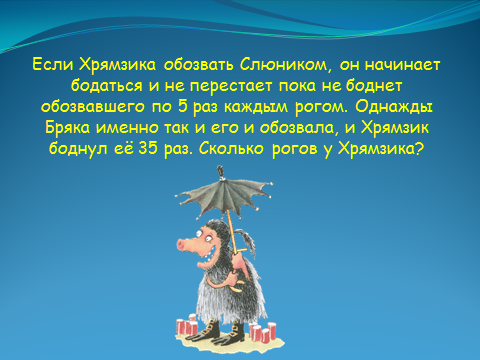 Если Хрямзика обозвать Слюником, он начинает
бодаться и не перестает пока не боднет
обозвавшего по 5 раз каждым рогом. Однажды
Бряка именно так и его и обозвала, и Хрямзик
боднул её 35 раз. Сколько рогов у Хрямзика?